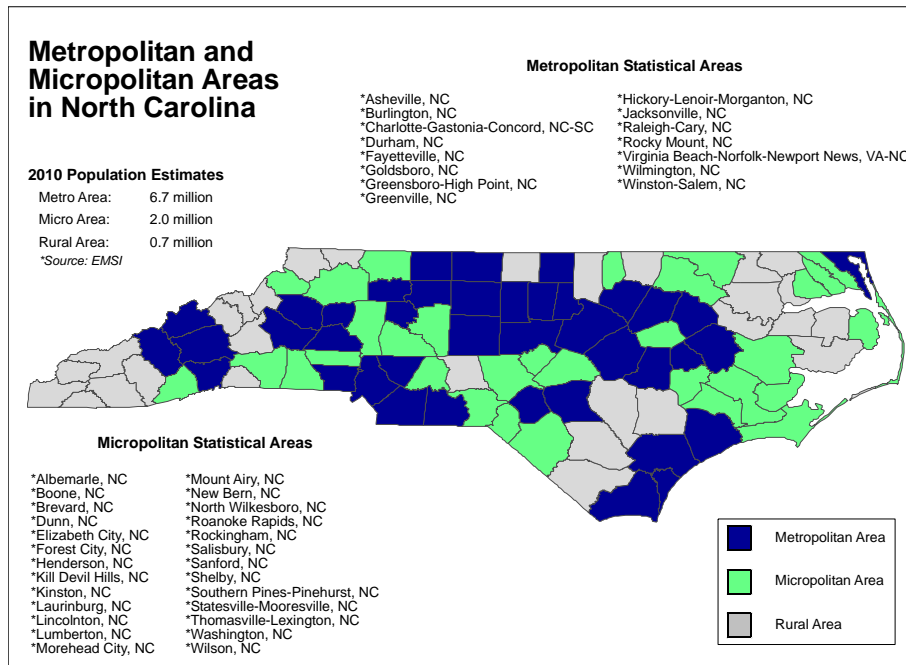 Metropolitan and
Micropolitan Areas
in North Carolina
Metropolitan Statistical Areas
*Asheville, NC
*Burlington, NC
*Charlotte-Gastonia-Concord, NC-SC
*Durham, NC
*Fayetteville, NC
*Goldsboro, NC
*Greensboro-High Point, NC
*Greenville, NC
*Hickory-Lenoir-Morganton, NC
*Jacksonville, NC
*Raleigh-Cary, NC
*Rocky Mount, NC
*Virginia Beach-Norfolk-Newport News, VA-NC
*Wilmington, NC
*Winston-Salem, NC
2010 Population Estimates
Metro Area: 6.7 million
Micro Area: 2.0 million
Rural Area: 0.7 million
*Source: EMSI
Micropolitan Statistical Areas
*Albemarle, NC
*Boone, NC
*Brevard, NC
*Dunn, NC
*Elizabeth City, NC
*Forest City, NC
*Henderson, NC
*Kill Devil Hills, NC
*Kinston, NC
*Laurinburg, NC
*Lincolnton, NC
*Lumberton, NC
*Morehead City, NC
*Mount Airy, NC
*New Bern, NC
*North Wilkesboro, NC
*Roanoke Rapids, NC
*Rockingham, NC
*Salisbury, NC
*Sanford, NC
*Shelby, NC
*Southern Pines-Pinehurst, NC
*Statesville-Mooresville, NC
*Thomasville-Lexington, NC
*Washington, NC
*Wilson, NC
Metropolitan Area
Micropolitan Area
Rural Area